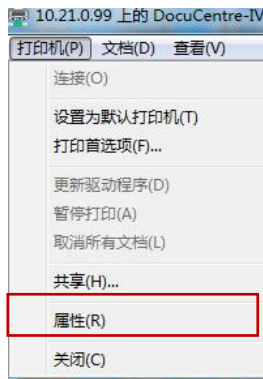 10.21.0.99 上的 DocuCentre-IV
打印机(P) 文档(D) 查看(V)
连接(O)
设置为默认打印机(T)
打印首选项(F)...
更新驱动程序(D)
暂停打印(A)
取消所有文档(L)
共享(H)...
属性(R)
关闭(C)